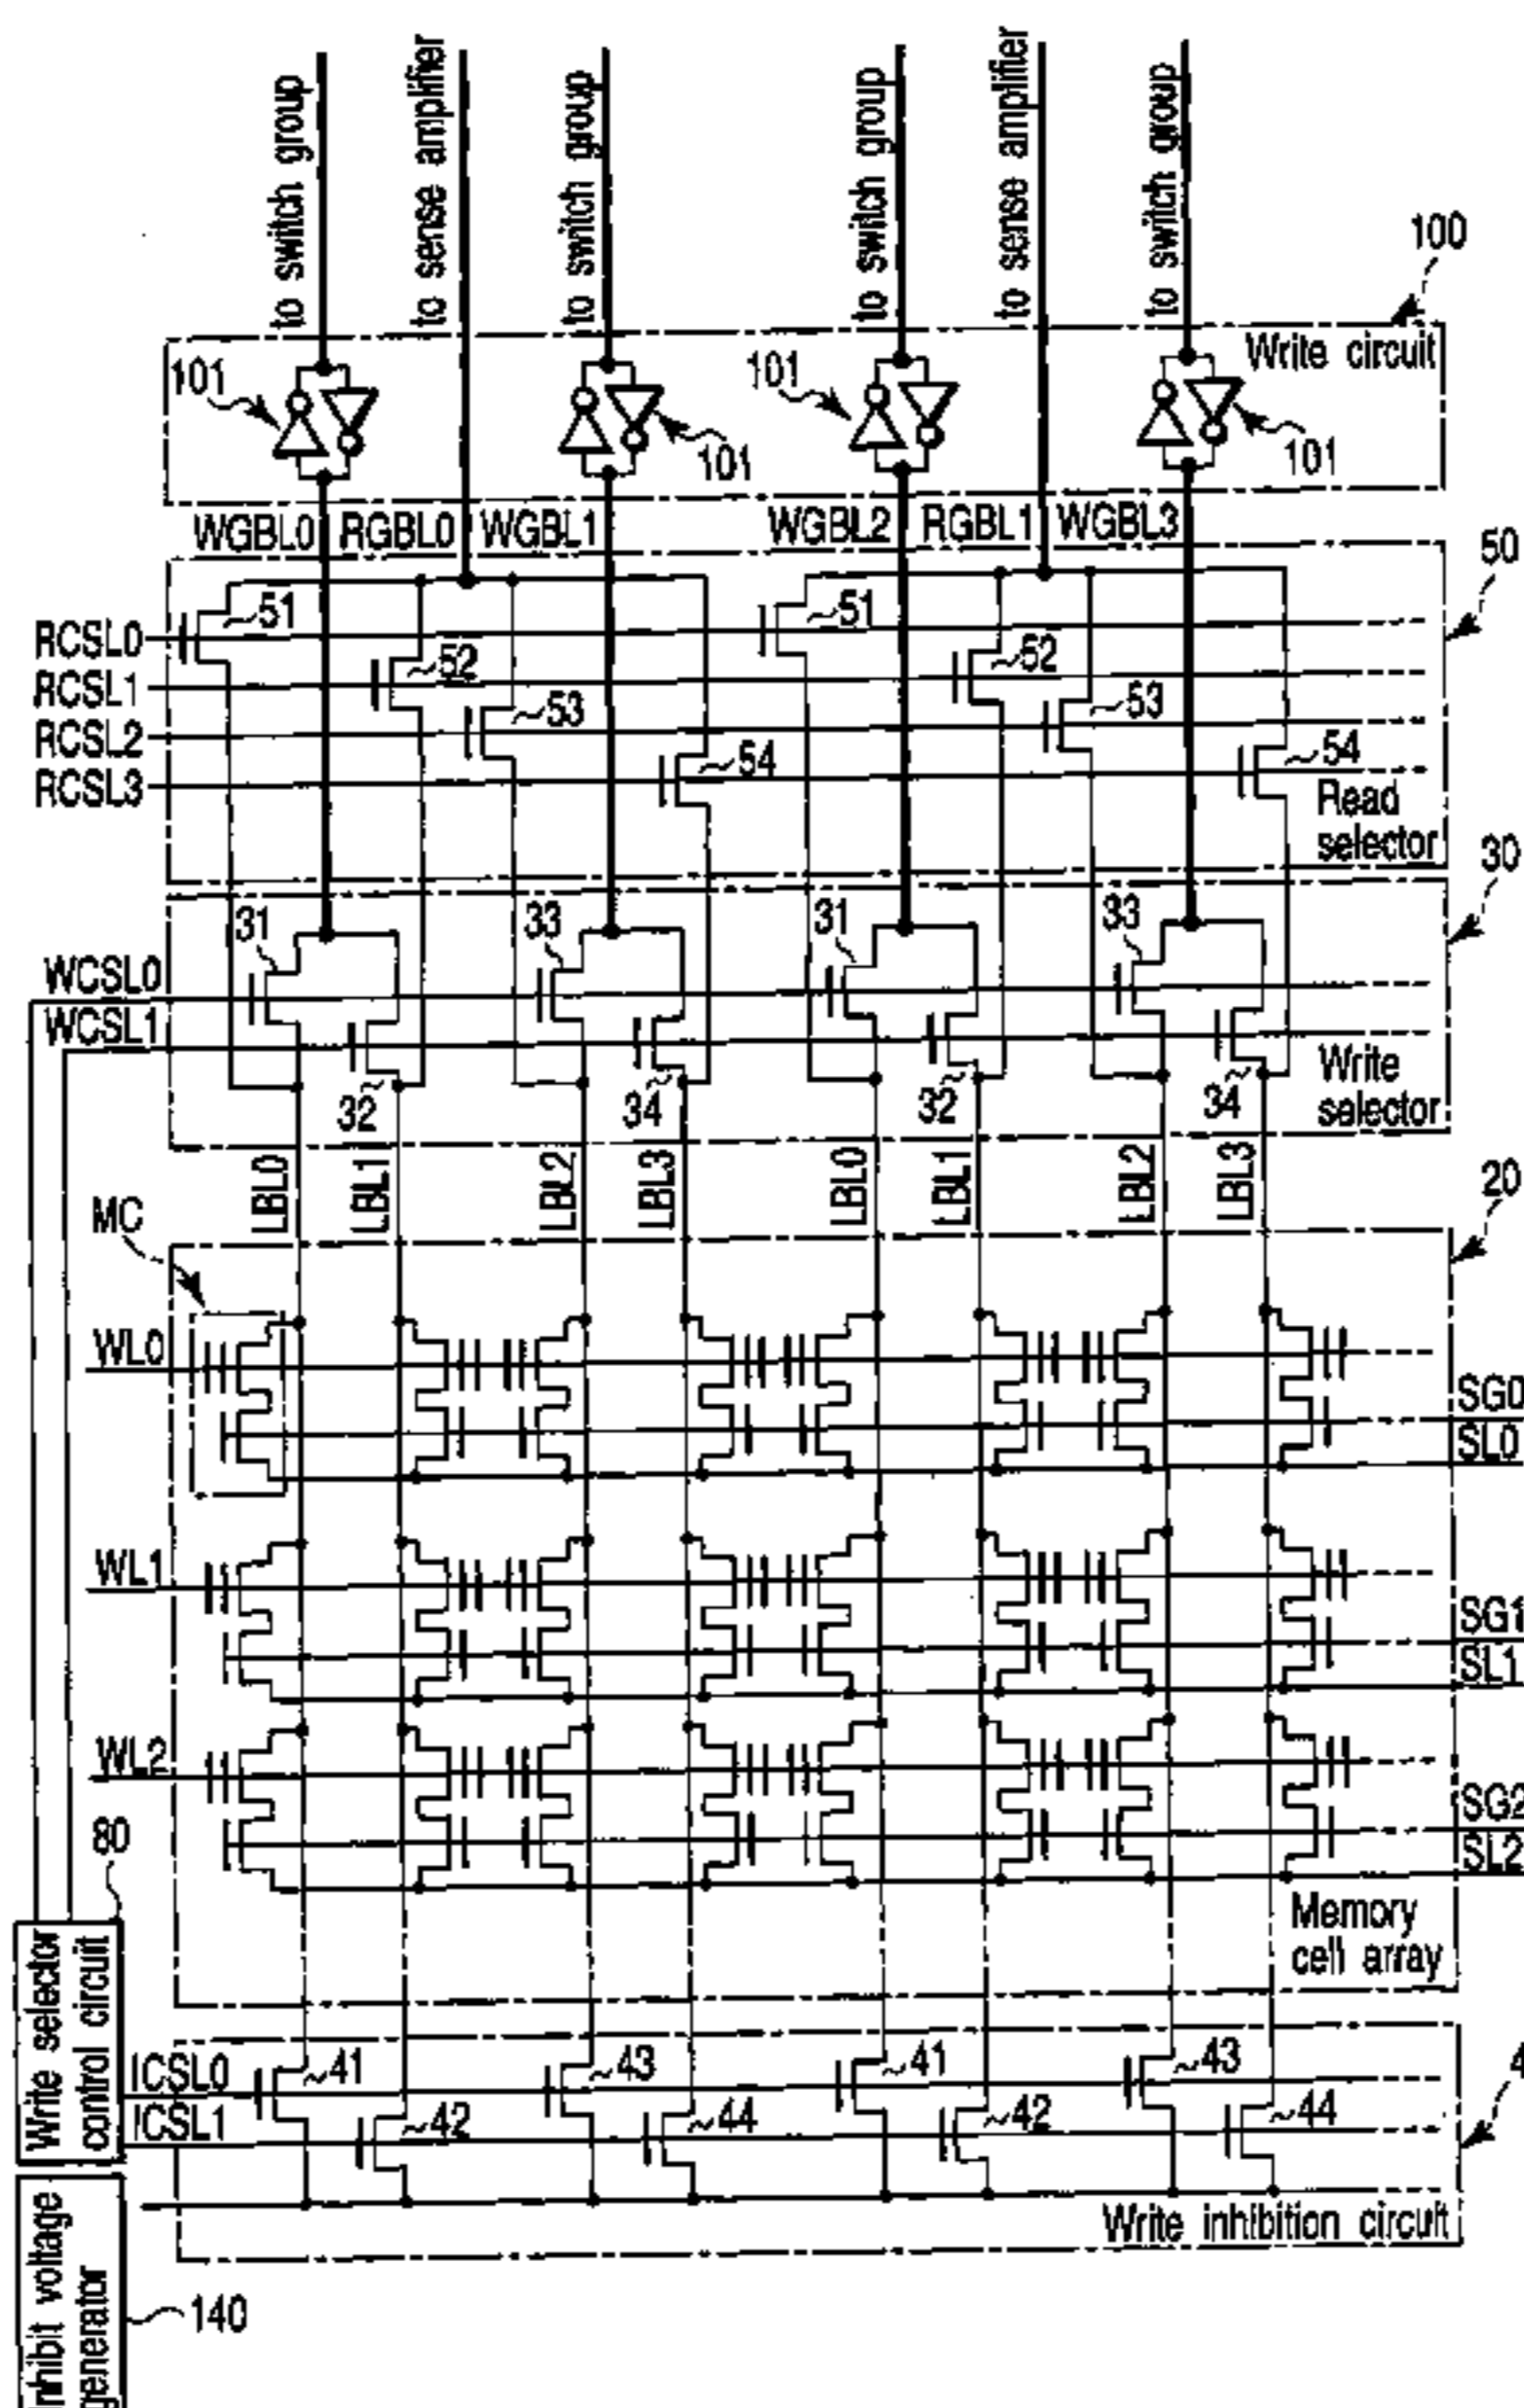 to switch group
to sense amplifier
to switch group
to switch group
to sense amplifier
to switch group
100
Write circuit
101
101
101
101
WGBL0 RGBL0 WGBL1 WGBL2 RGBL1 WGBL3
50
RCSL0
RCSL1
RCSL2
RCSL3
51
52
53
54
51
52
53
54
Read
selector
30
31
33
31
33
WCSL0
WCSL1
32
34
32
34
Write
selector
LBL0
LBL1
LBL2
LBL3
LBL0
LBL1
LBL2
LBL3
20
MC
WL0
SG0
SL0
WL1
SG1
SL1
WL2
SG2
SL2
80
Memory
cell array
Write selector
control circuit
ICSL0
ICSL1
41
43
41
43
42
44
42
44
4
Write inhibition circuit
nhibit voltage
generator
140